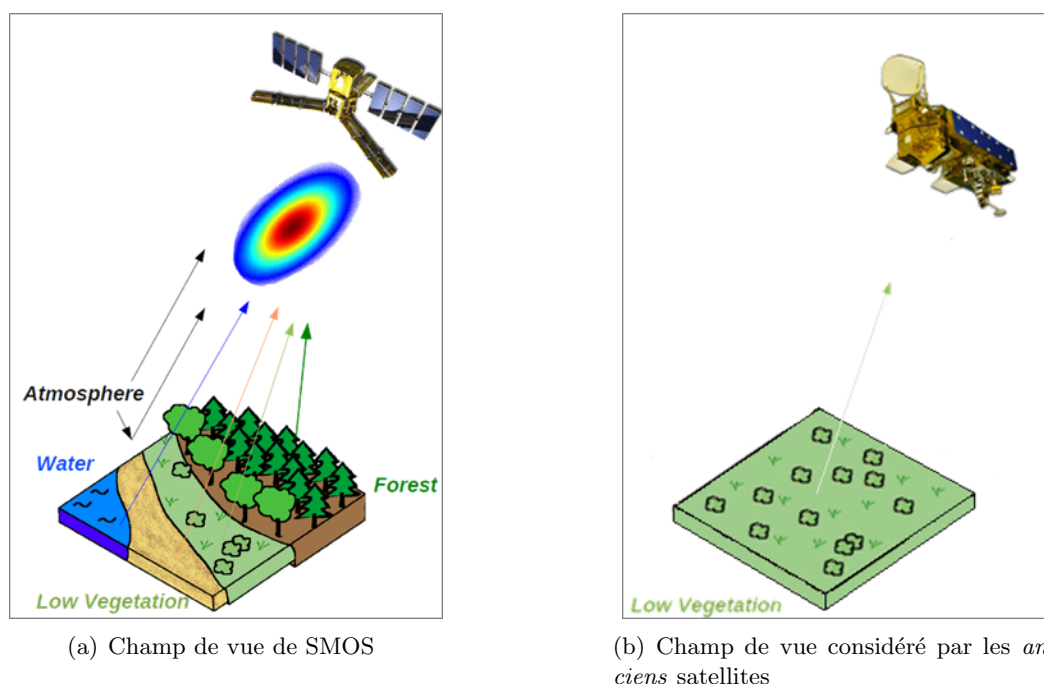 Atmosphere
Water
Forest
Low Vegetation
(a) Champ de vue de SMOS
Low Vegetation
(b) Champ de vue considéré par les an
ciens satellites